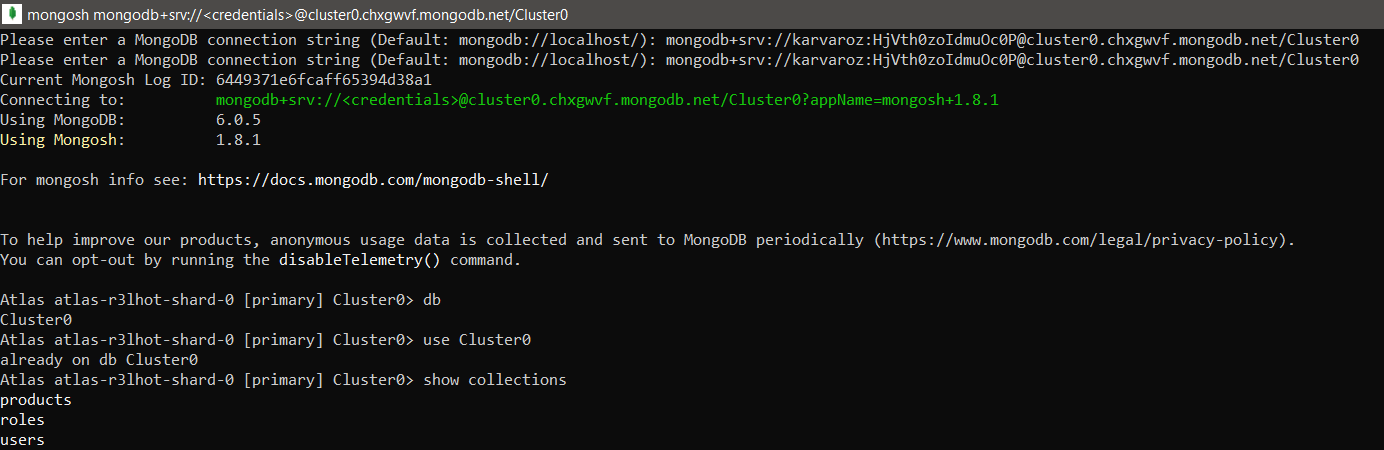 mongosh mongodb+srv://<credentials>@cluster0.chxgwvf.mongodb.net/Cluster0
Please enter a MongoDB connection string (Default: mongodb://localhost/): mongodb+srv://karvaroz:HjVth0zoIdmuOc0P@cluster0.chxgwvf.mongodb.net/Cluster0
Please enter a MongoDB connection string (Default: mongodb://localhost/): mongodb+srv://karvaroz:HjVth0zoIdmuOc0P@cluster0.chxgwvf.mongodb.net/Cluster0
Current Mongosh Log ID: 6449371e6fcaff65394d38a1
Connecting to:          mongodb+srv://<credentials>@cluster0.chxgwvf.mongodb.net/Cluster0?appName=mongosh+1.8.1
Using MongoDB:          6.0.5
Using Mongosh:          1.8.1
For mongosh info see: https://docs.mongodb.com/mongodb-shell/
To help improve our products, anonymous usage data is collected and sent to MongoDB periodically (https://www.mongodb.com/legal/privacy-policy).
You can opt-out by running the disableTelemetry() command.
Atlas atlas-r3lhot-shard-0 [primary] Cluster0> db
Cluster0
Atlas atlas-r3lhot-shard-0 [primary] Cluster0> use Cluster0
already on db Cluster0
Atlas atlas-r3lhot-shard-0 [primary] Cluster0> show collections
products
roles
users